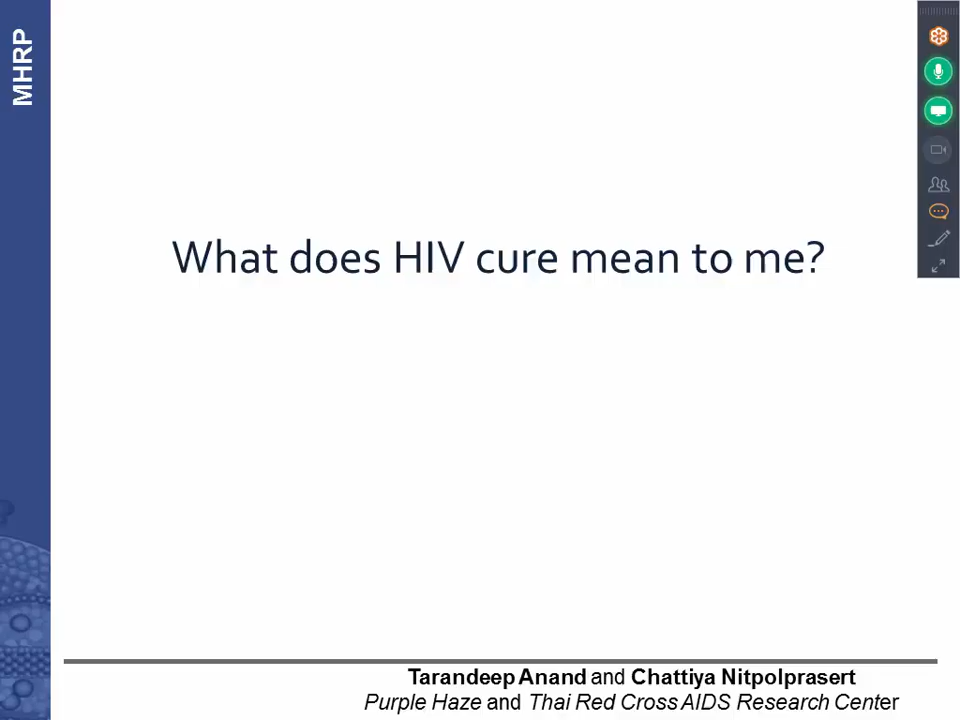 MHRP
What does HIV cure mean to me?
Tarandeep Anand and Chattiya Nitpolprasert
Purple Haze and Thai Red Cross AIDS Research Center